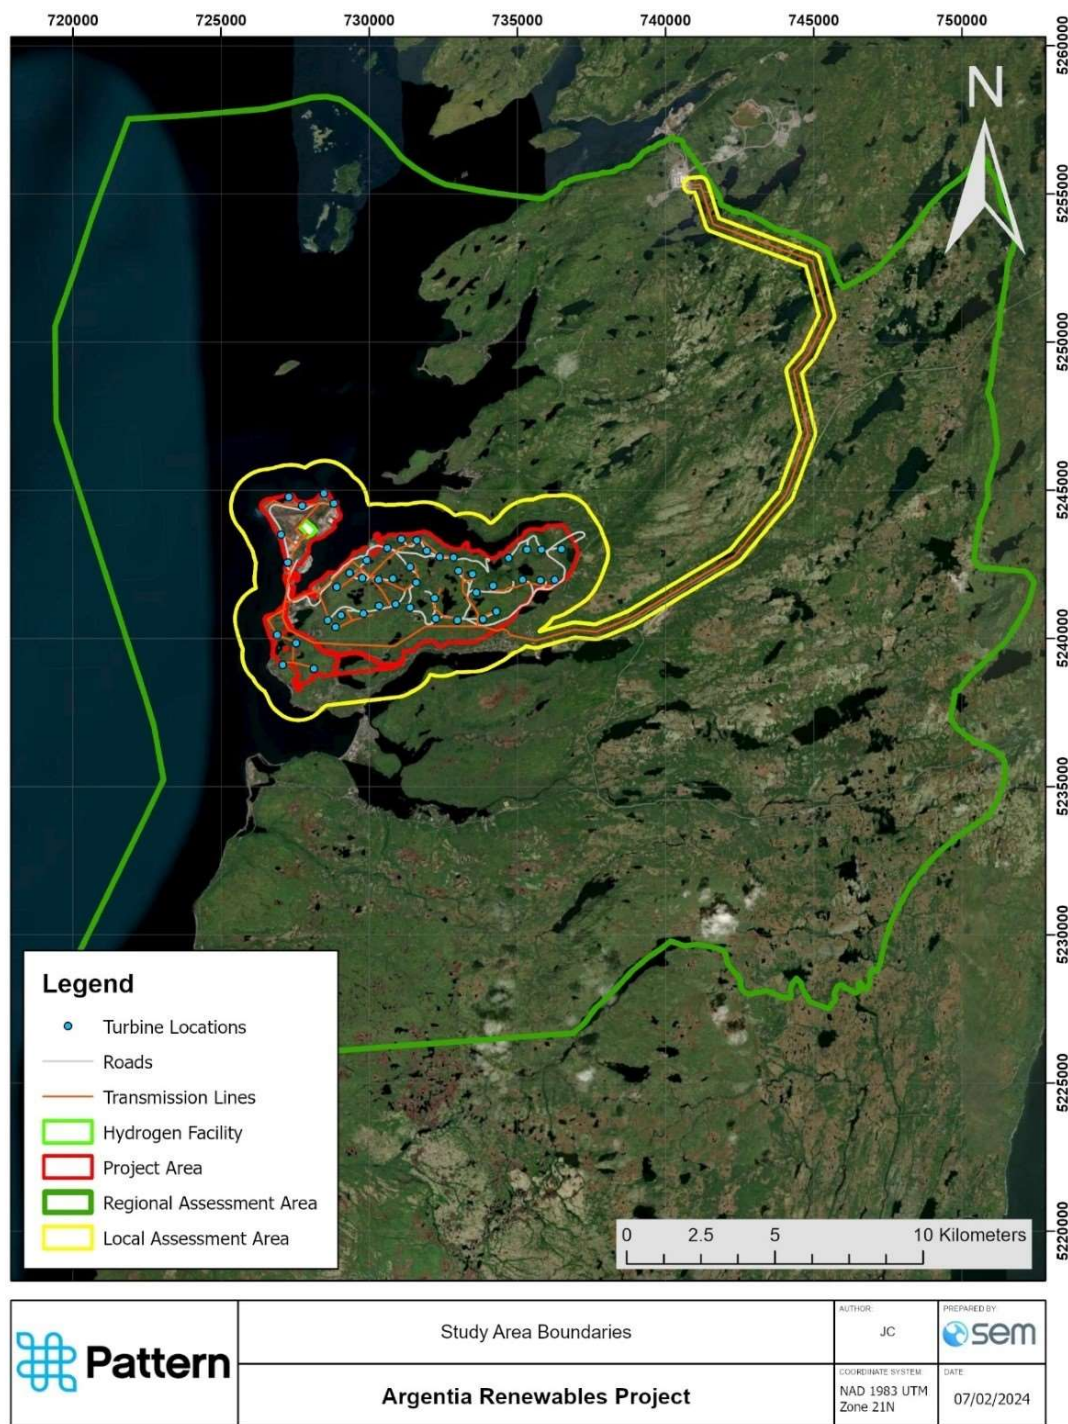 720000 725000 730000 735000 740000 745000 750000
5260000
N
5255000
5250000
5245000
5240000
5235000
5230000
5225000
5220000
Legend
Turbine Locations
Roads
Transmission Lines
Hydrogen Facility
Project Area
Regional Assessment Area
Local Assessment Area
0 2.5 5 10 Kilometers
Pattern
Study Area Boundaries
Argentia Renewables Project
AUTHOR:
JC
PREPARED BY:
sem
COORDINATE SYSTEM:
NAD 1983 UTM
Zone 21N
DATE
07/02/2024